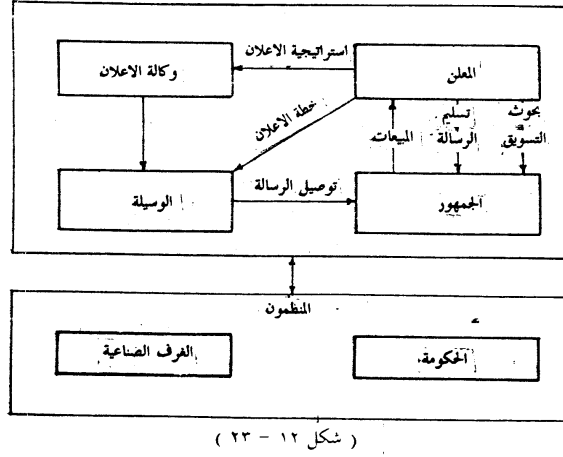 المعلن
استراتيجية الاعلان
وكالة الاعلان
خطة الاعلان
بحوث
التسويق
تسليم
الرسالة
المبيعات
الجمهور
توصيل الرسالة
الوسيلة
المنظمون
الحكومة
الغرف الصناعية
( شكل ١٢ - ٢٣ )